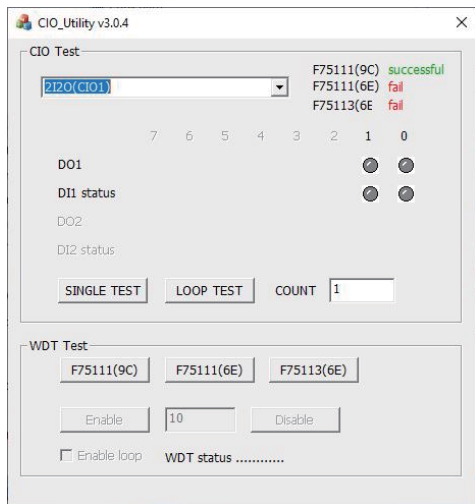 CIO_Utility v3.0.4
CIO Test
2I2O(CIO1)
F75111(9C) successful
F75111(6E) fail
F75113(6E fail
7 6 5 4 3 2 1 0
DO1
DI1 status
DO2
DI2 status
SINGLE TEST LOOP TEST COUNT 1
WDT Test
F75111(9C) F75111(6E) F75113(6E)
Enable 10 Disable
Enable loop WDT status ............